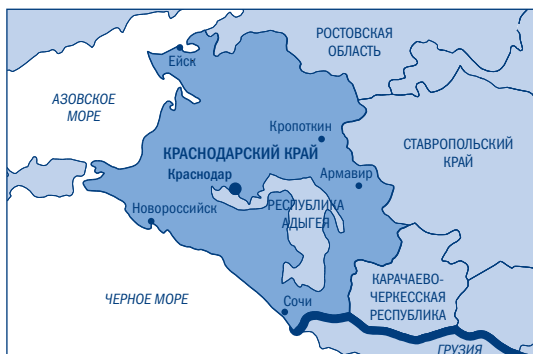 РОСТОВСКАЯ
ОБЛАСТЬ
Ейск
АЗОВСКОЕ
МОРЕ
Кропоткин
СТАВРОПОЛЬСКИЙ
КРАЙ
КРАСНОДАРСКИЙ КРАЙ
Краснодар
Армавир
РЕСПУБЛИКА
АДЫГЕЯ
Новороссийск
КАРАЧАЕВО-
ЧЕРКЕССКАЯ
РЕСПУБЛИКА
ЧЕРНОЕ МОРЕ
Сочи
ГРУЗИЯ